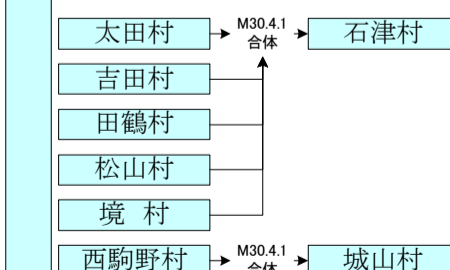 太田村
M30.4.1
合体
石津村
吉田村
田鶴村
松山村
境 村
西駒野村
M30.4.1
合体
城山村